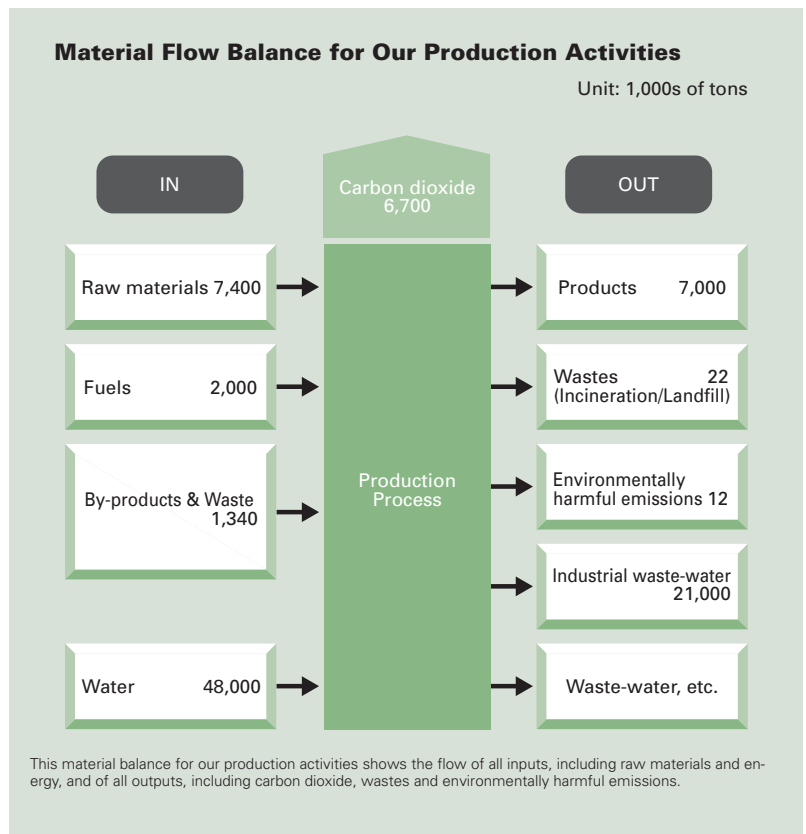 Material Flow Balance for Our Production Activities
Unit: 1,000s of tons
IN
Carbon dioxide
6,700
OUT
Raw materials 7,400
Products 7,000
Fuels 2,000
Wastes 22
(Incineration/Landfill)
By-products & Waste
1,340
Production
Process
Environmentally
harmful emissions 12
Industrial waste-water
21,000
Water 48,000
Waste-water, etc.
This material balance for our production activities shows the flow of all inputs, including raw materials and en-
ergy, and of all outputs, including carbon dioxide, wastes and environmentally harmful emissions.